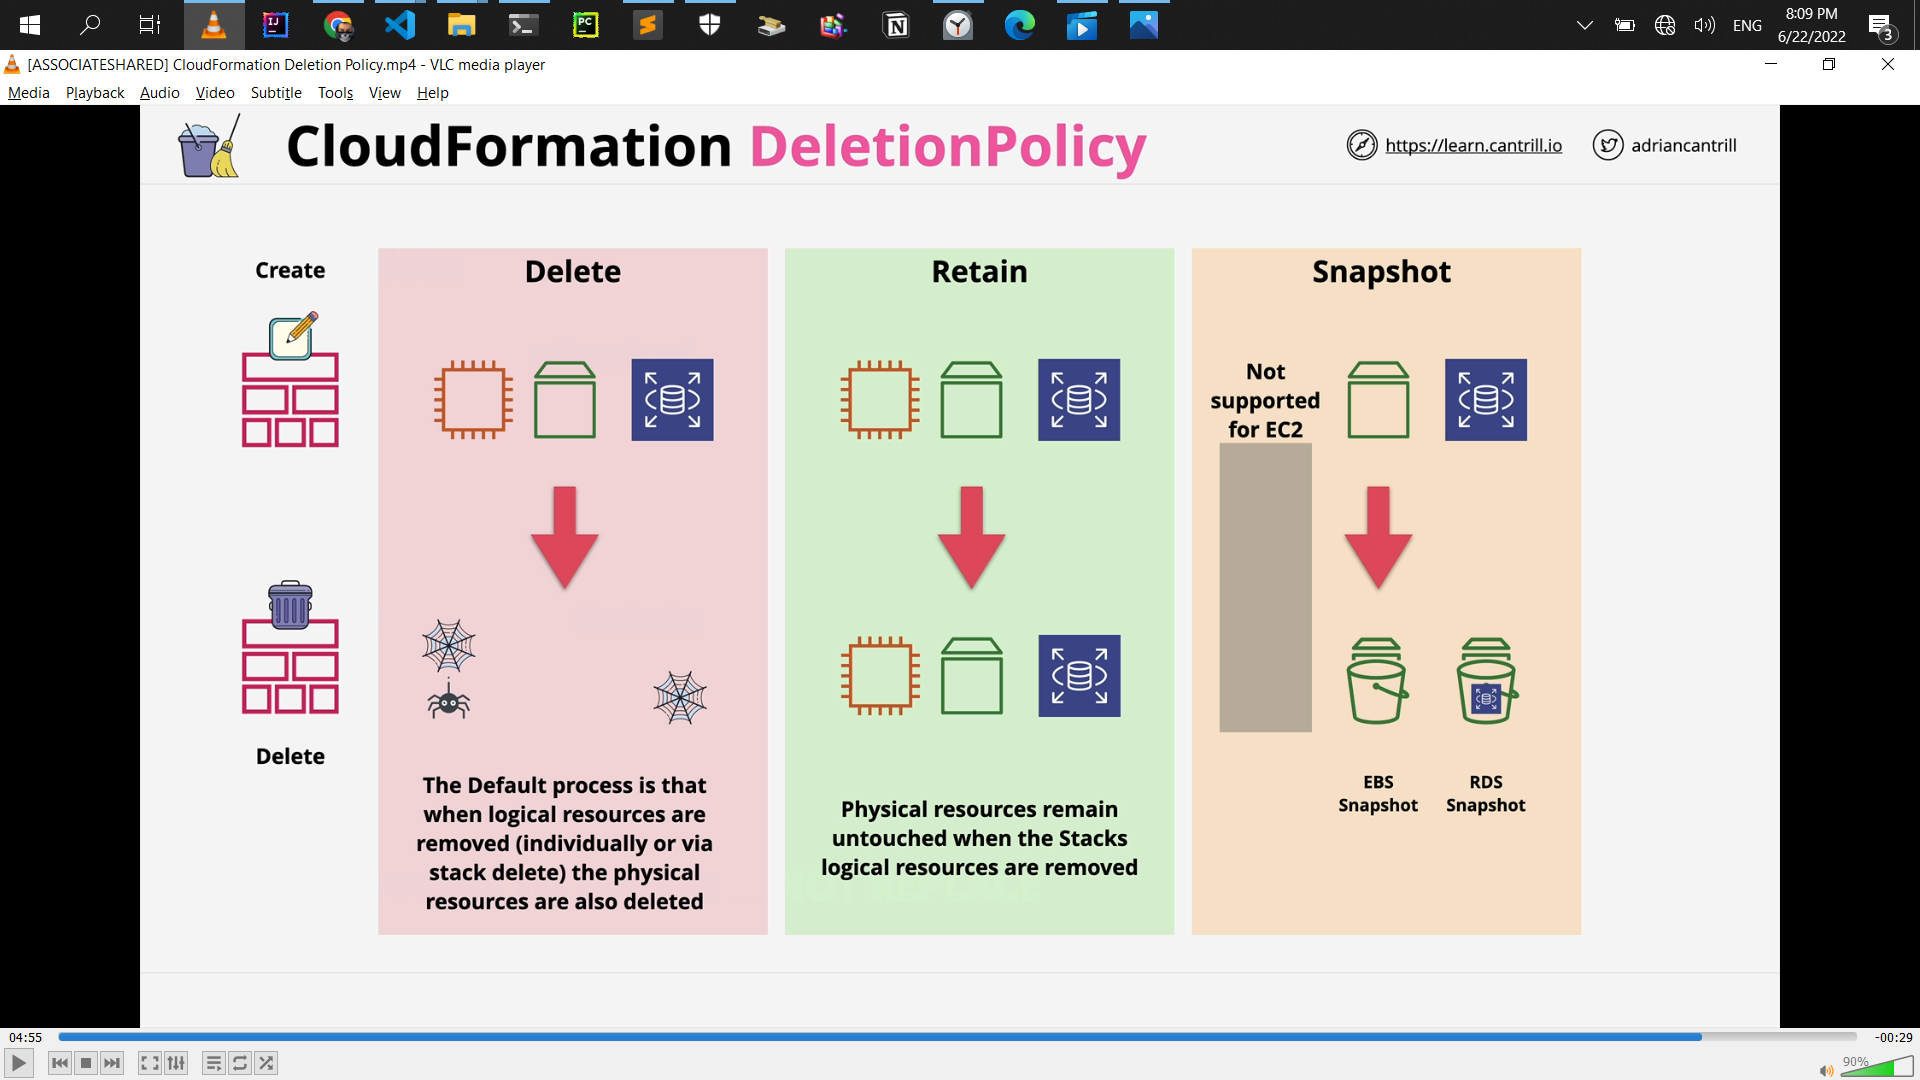 8:09 PM
ENG
6/22/2022
3
[ASSOCIATESHARED] CloudFormation Deletion Policy.mp4 - VLC media player
Media Playback Audio Video Subtitle Tools View Help
CloudFormation DeletionPolicy
https://learn.cantrill.io
adriancantrill
Create
Delete
Delete
The Default process is that
when logical resources are
removed (individually or via
stack delete) the physical
resources are also deleted
Retain
Physical resources remain
untouched when the Stacks
logical resources are removed
Snapshot
Not
supported
for EC2
EBS
Snapshot
RDS
Snapshot
04:55
-00:29
90%